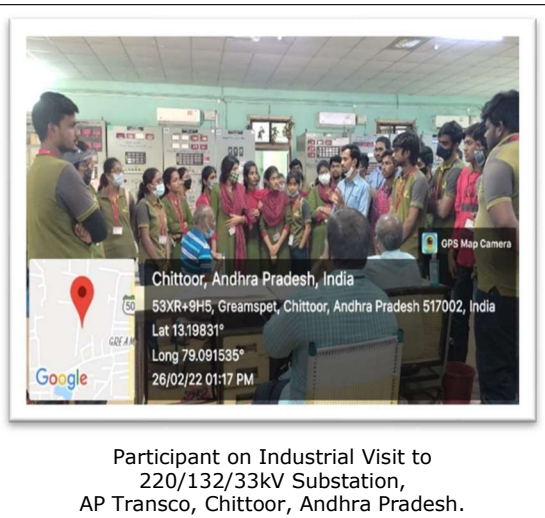 GPS Map Camera
Chittoor, Andhra Pradesh, India
53XR+9H5, Greamspet, Chittoor, Andhra Pradesh 517002, India
Lat 13.19831°
Long 79.091535°
26/02/22 01:17 PM
50
GREAM
Google
Participant on Industrial Visit to
220/132/33kV Substation,
AP Transco, Chittoor, Andhra Pradesh.